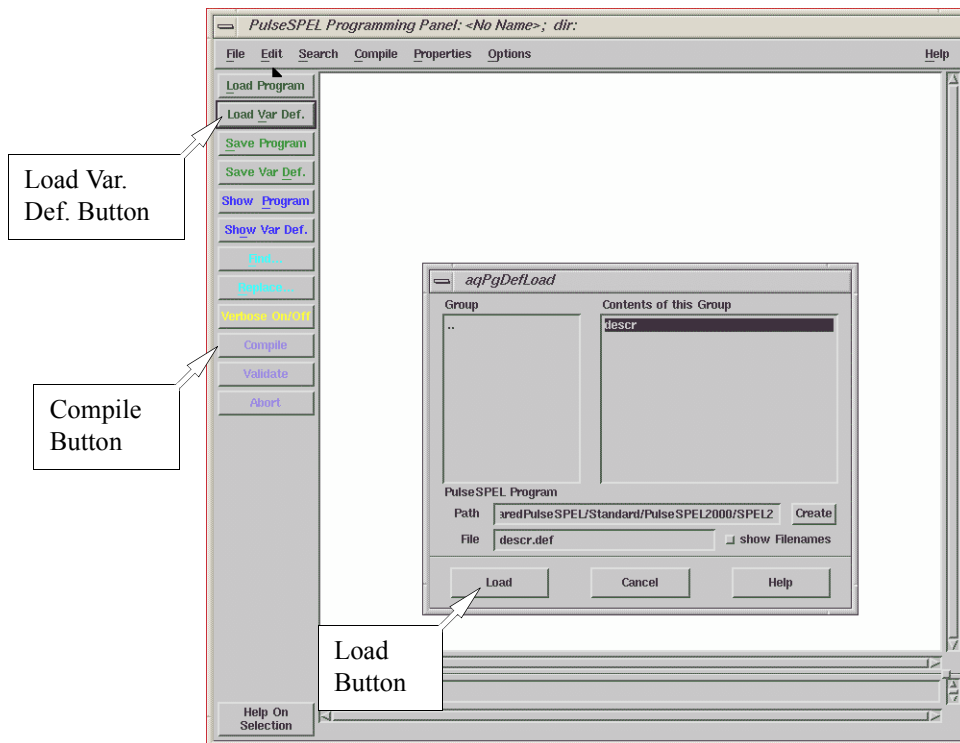 PulseSPEL Programming Panel: <No Name>; dir:
File Edit Search Compile Properties Options Help
Load Program
Load Var Def.
Save Program
Save Var Def.
Show Program
Show Var Def.
Find...
Replace...
Verbose On/Off
Compile
Validate
Abort
Help On
Selection
Load Var.
Def. Button
Compile
Button
aqPgDefLoad
Group
Contents of this Group
..
descr
PulseSPEL Program
Path aredPulseSPEL/Standard/PulseSPEL2000/SPEL2 Create
File descr.def show Filenames
Load Cancel Help
Load
Button